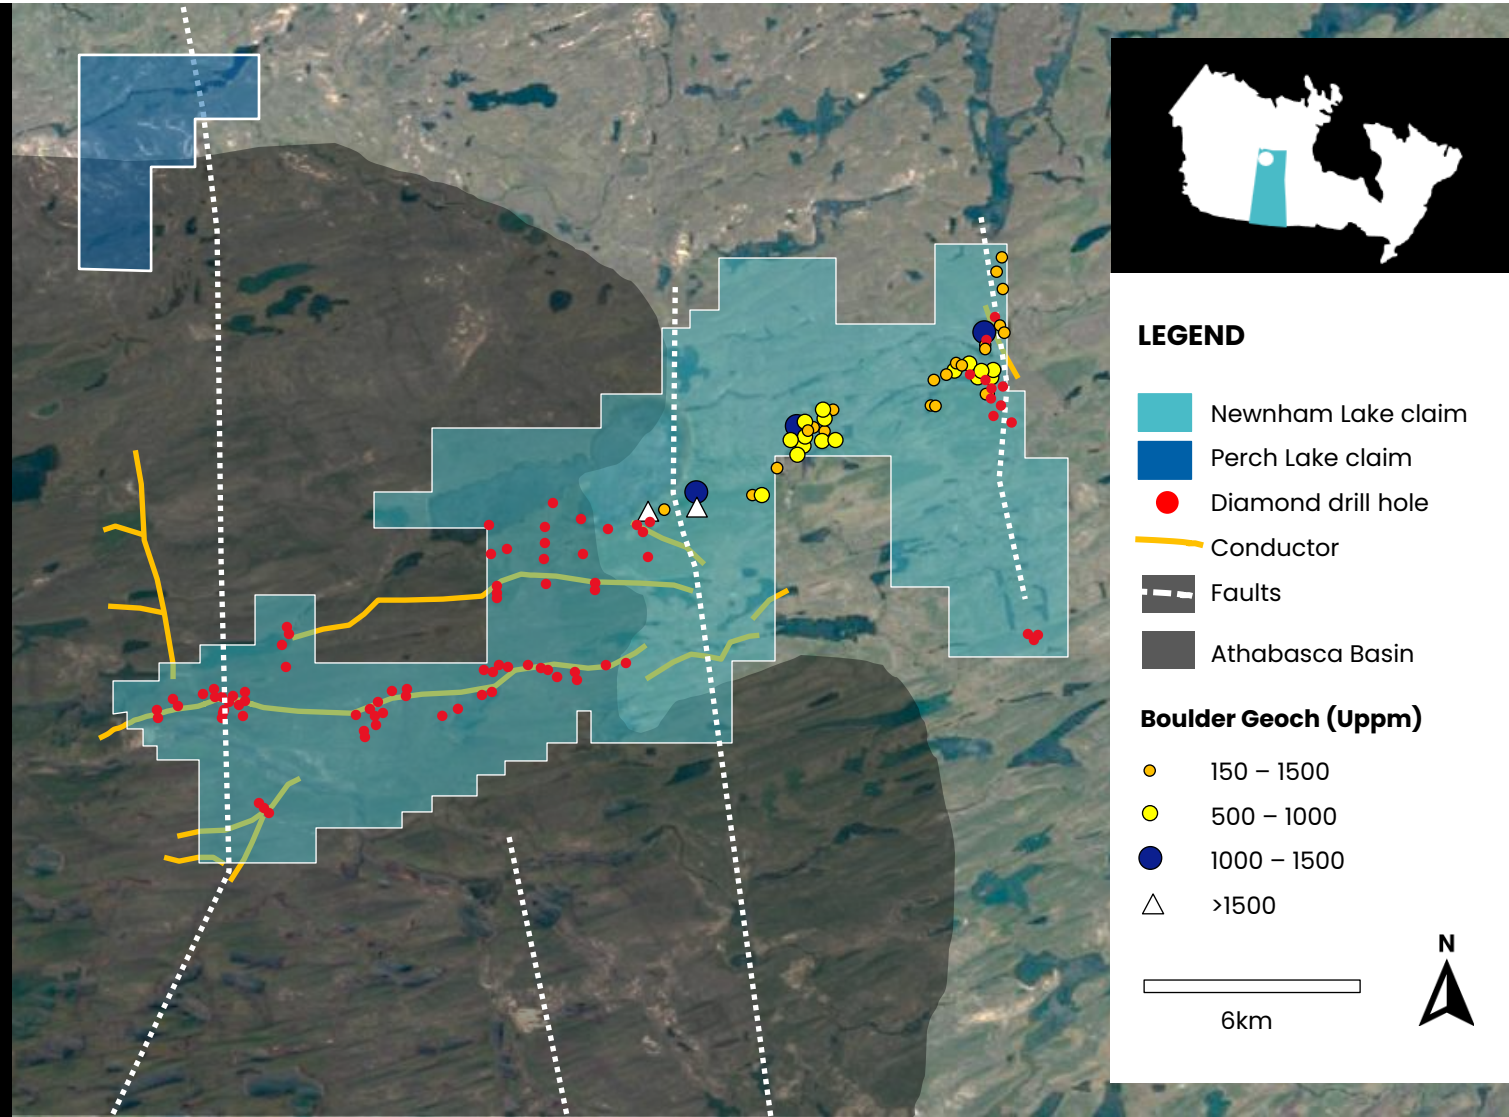 LEGEND
Newnham Lake claim
Perch Lake claim
Diamond drill hole
Conductor
Faults
Athabasca Basin
Boulder Geoch (Uppm)
150 – 1500
500 – 1000
1000 – 1500
>1500
N
6km